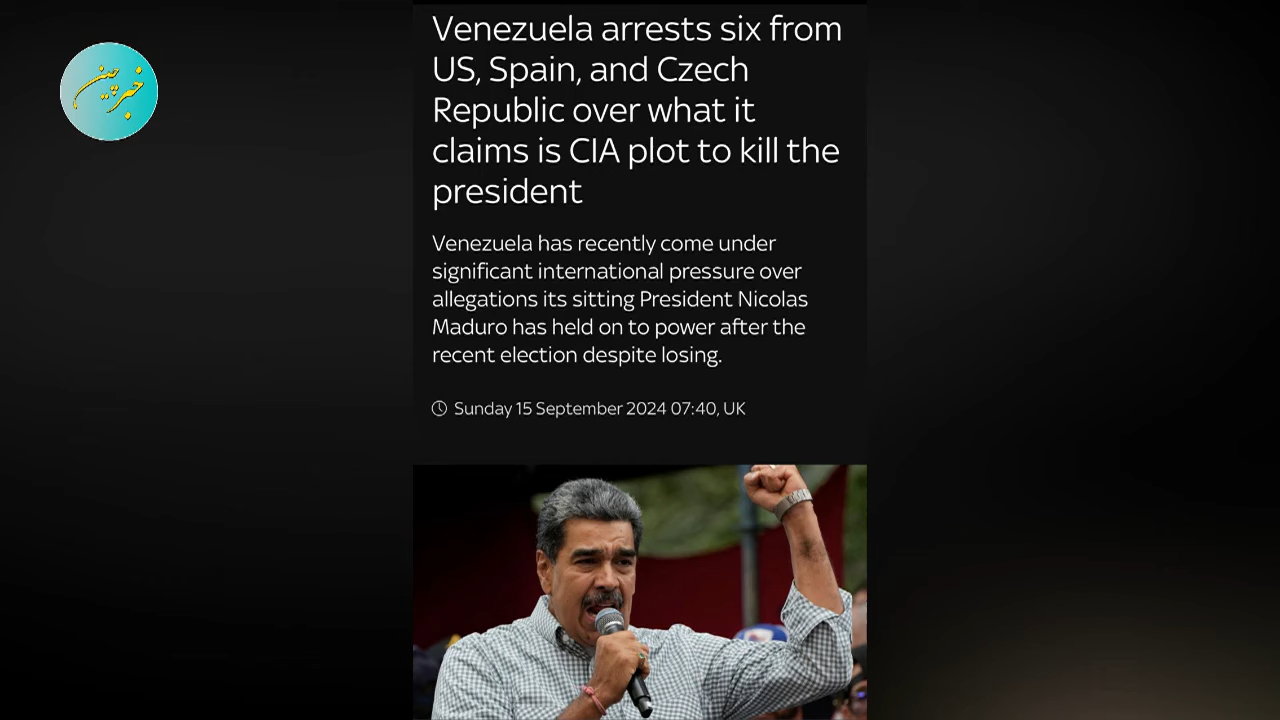 خبرچین
Venezuela arrests six from
US, Spain, and Czech
Republic over what it
claims is CIA plot to kill the
president
Venezuela has recently come under
significant international pressure over
allegations its sitting President Nicolas
Maduro has held on to power after the
recent election despite losing.
Sunday 15 September 2024 07:40, UK